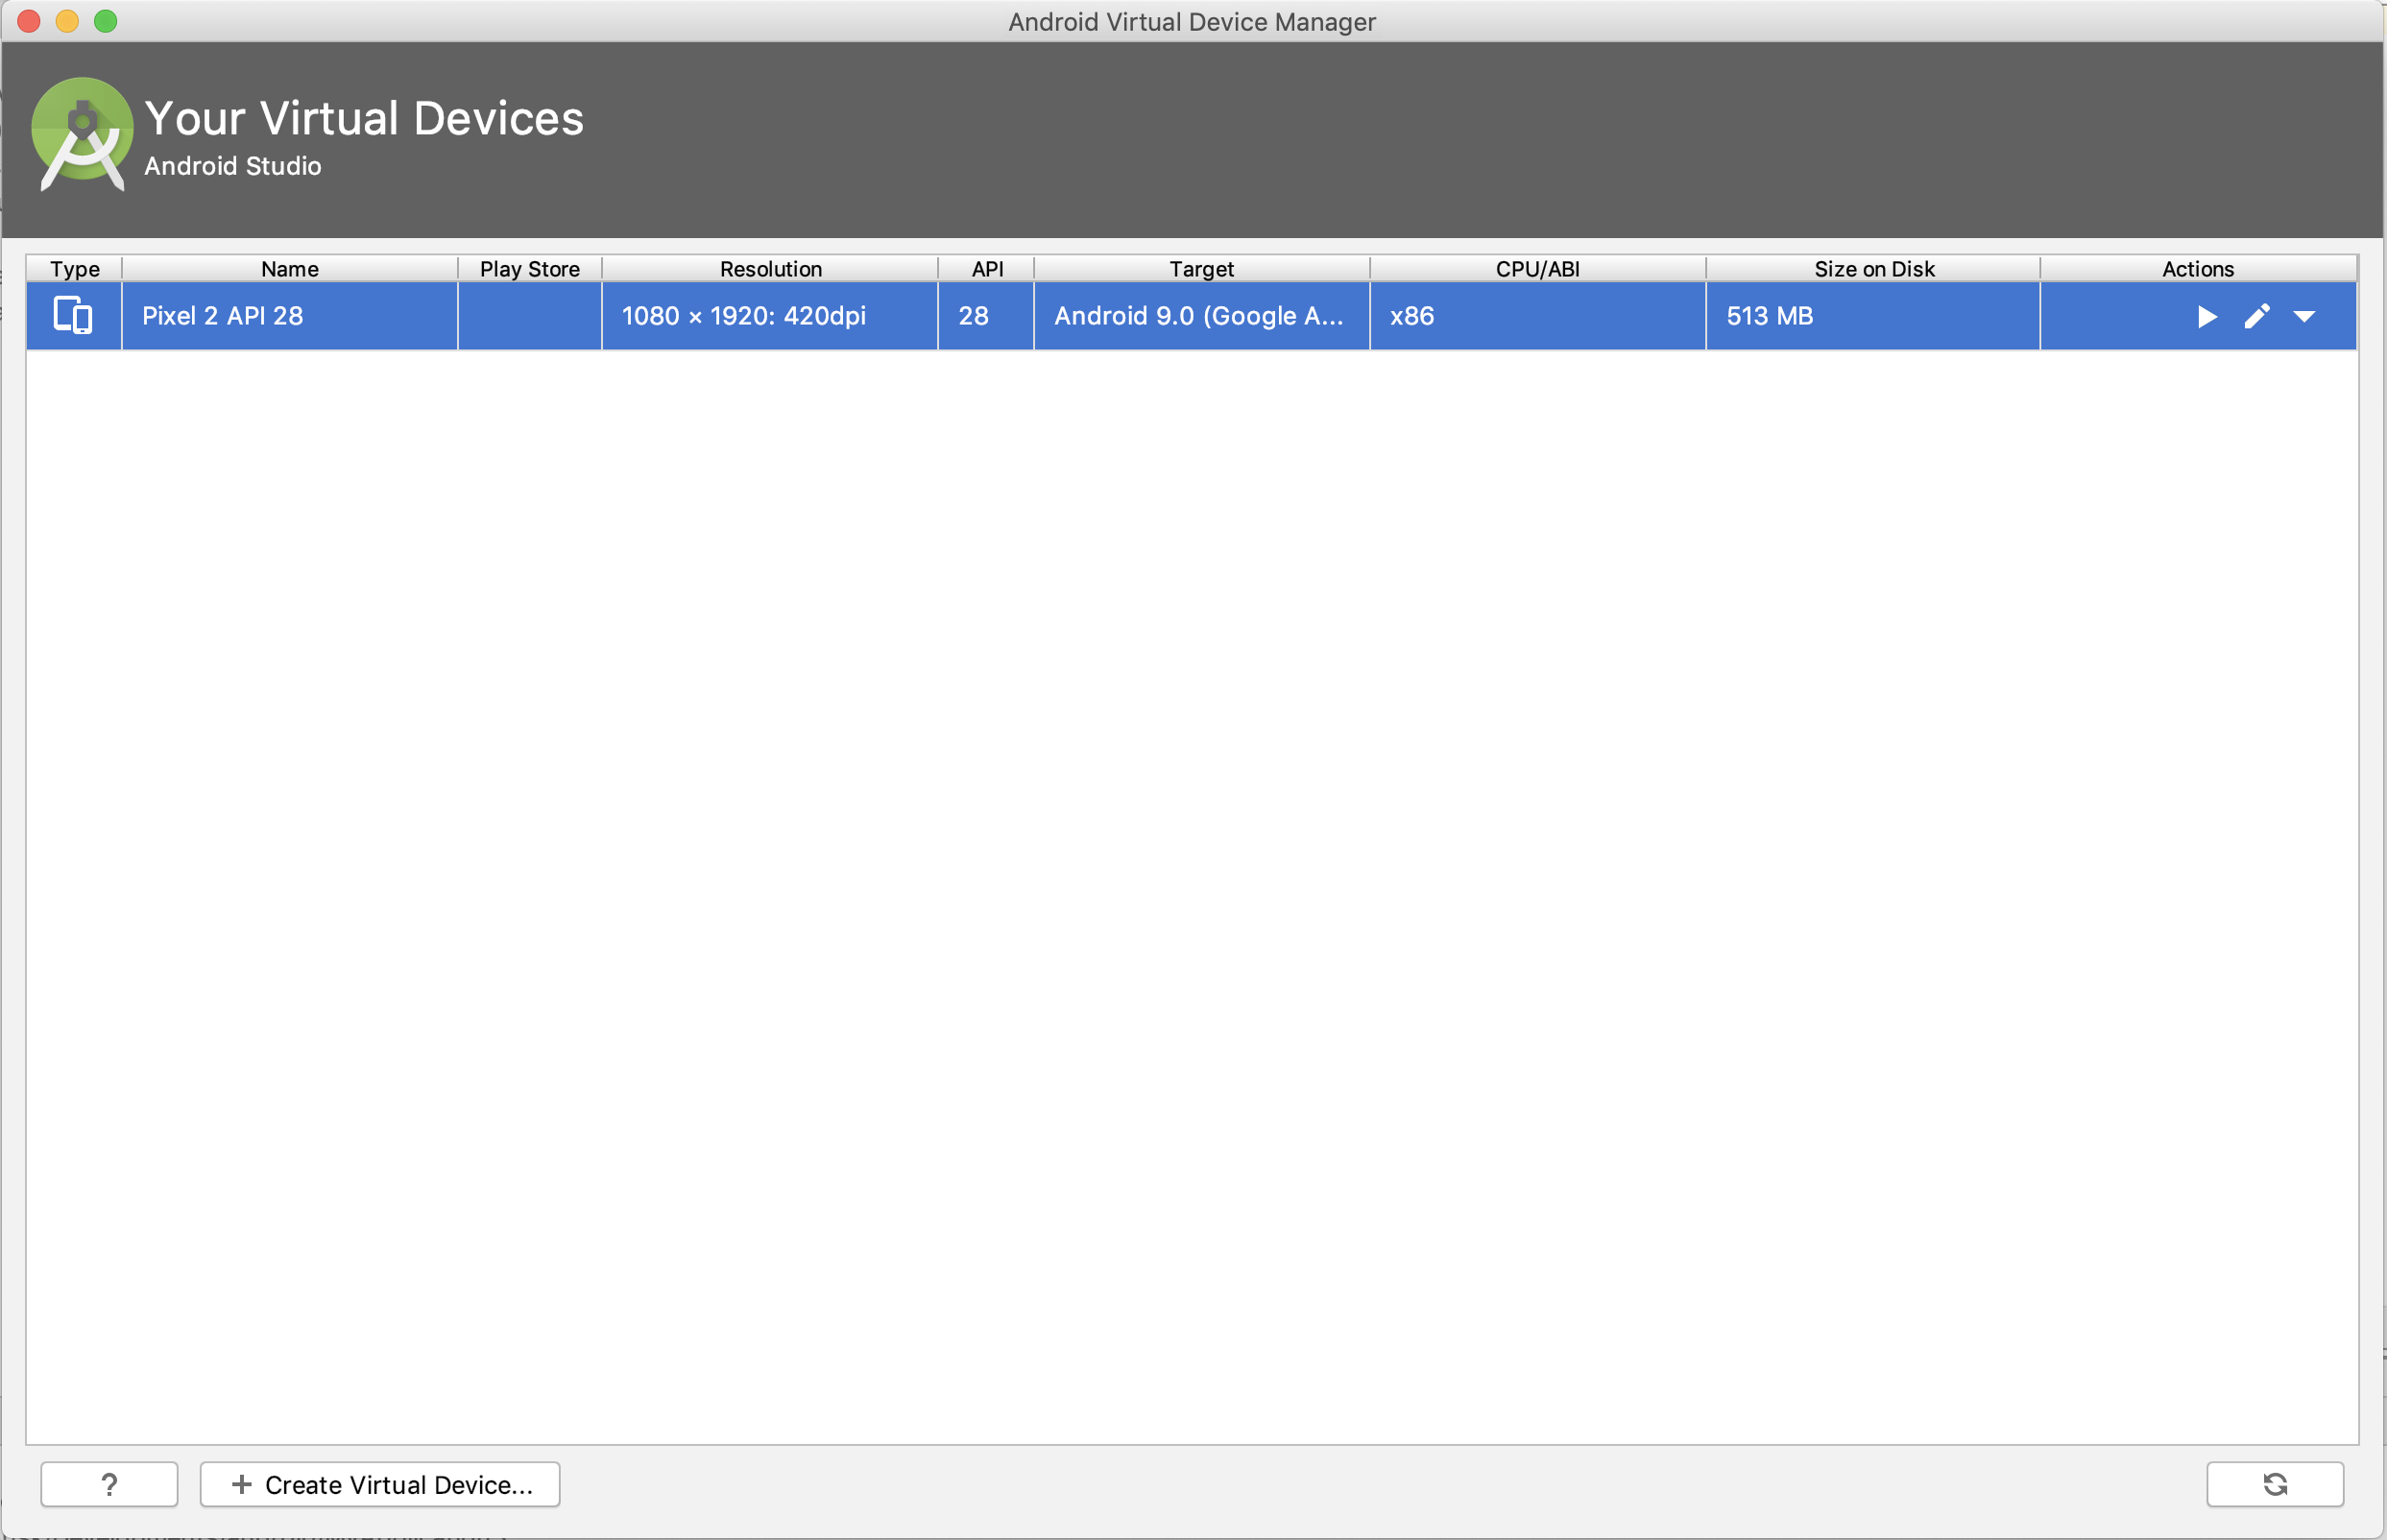 Android Virtual Device Manager
Your Virtual Devices
Android Studio
Type Name Play Store Resolution API Target CPU/ABI Size on Disk Actions
Pixel 2 API 28 1080 × 1920: 420dpi 28 Android 9.0 (Google A... x86 513 MB
? + Create Virtual Device...